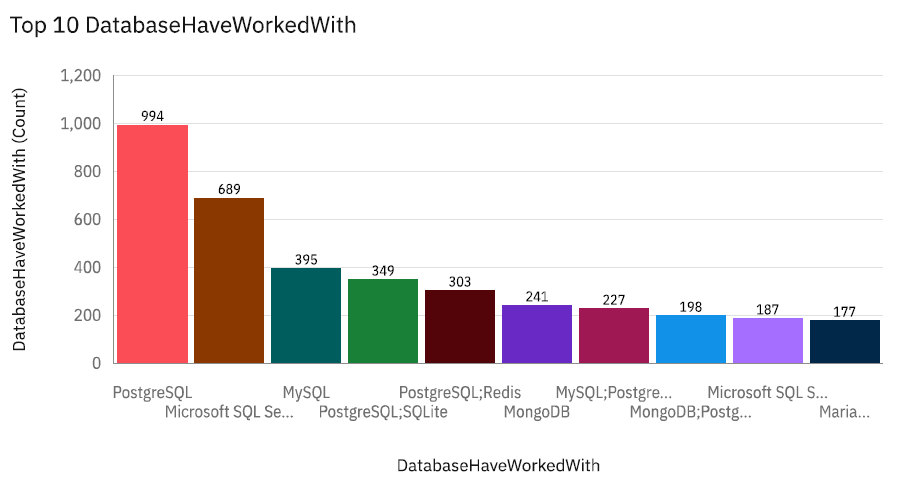 Top 10 DatabaseHaveWorkedWith
DatabaseHaveWorkedWith (Count)
1,200
1,000
800
600
400
200
0
994
689
395
349
303
241
227
198
187
177
PostgreSQL
Microsoft SQL Se...
MySQL
PostgreSQL;SQLite
PostgreSQL;Redis
MongoDB
MySQL;Postgre...
MongoDB;Postg...
Microsoft SQL S...
Maria...
DatabaseHaveWorkedWith